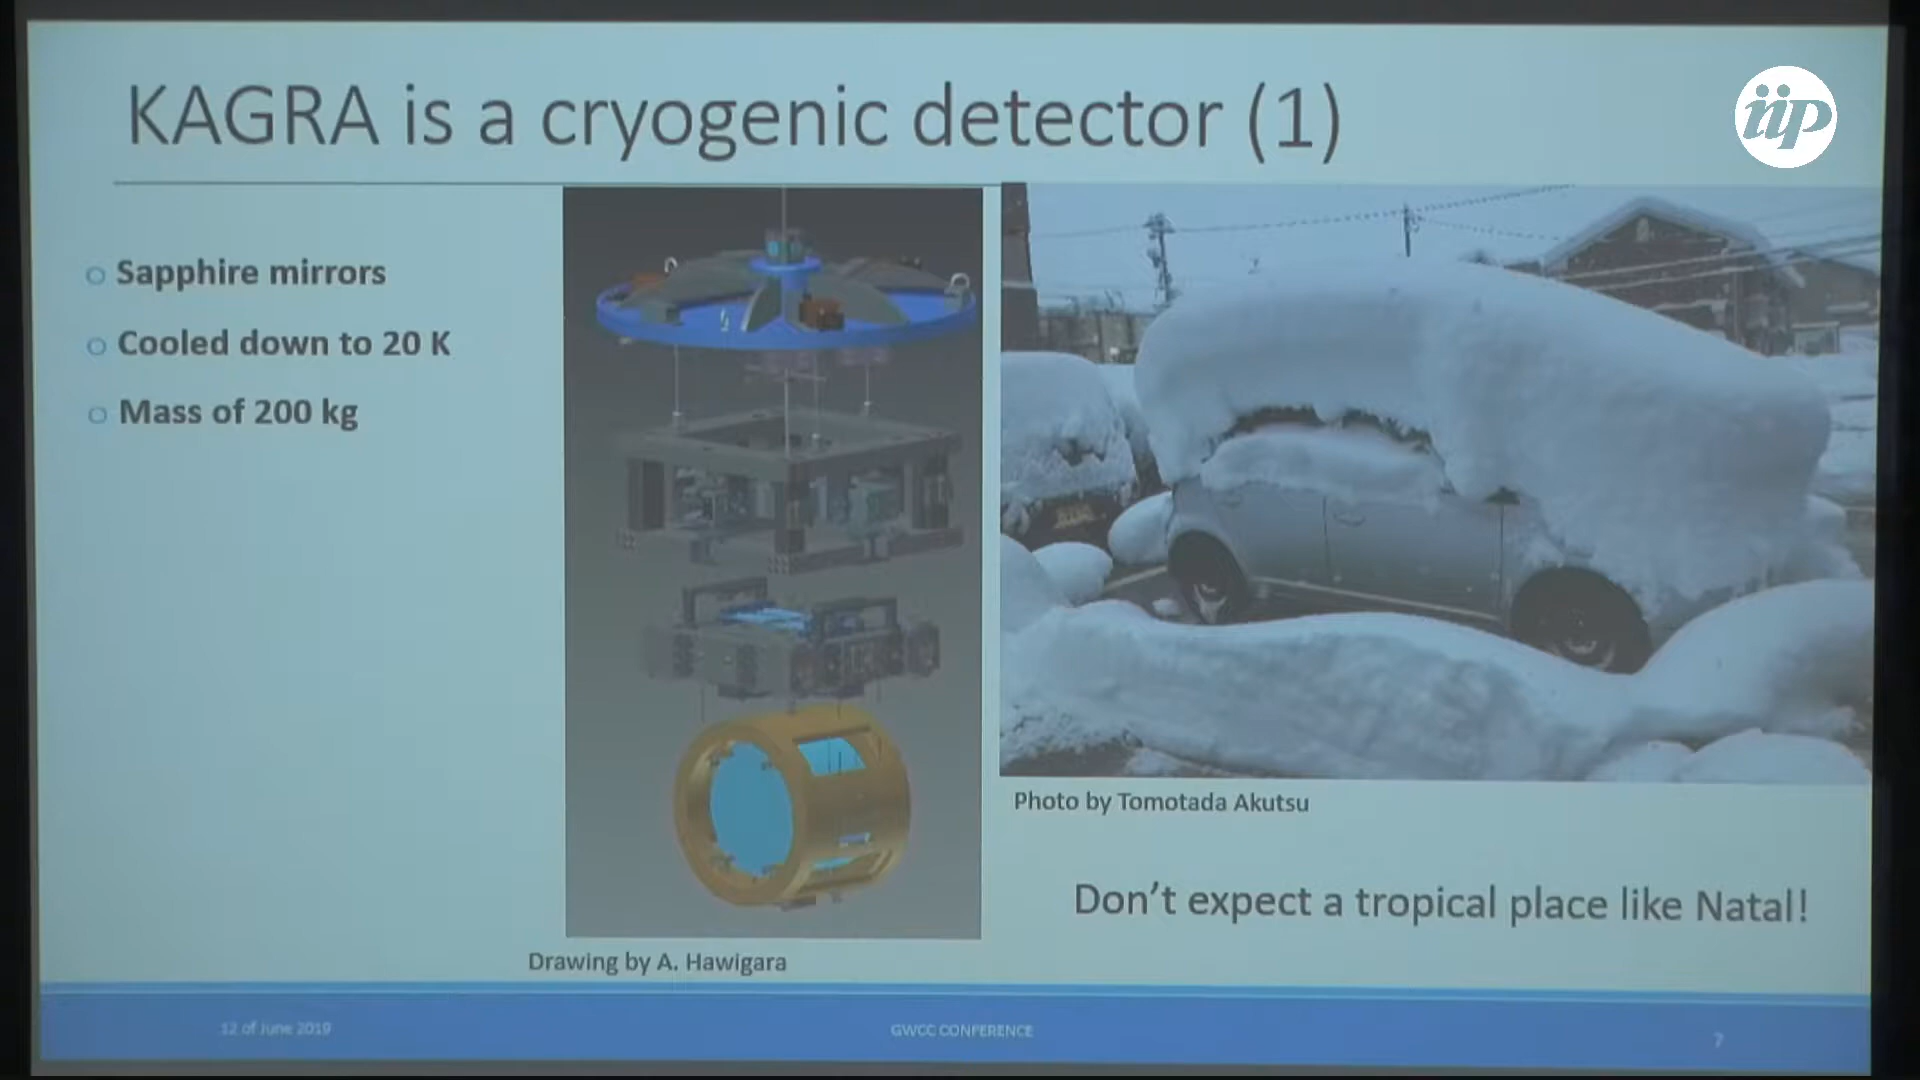 KAGRA is a cryogenic detector (1)
iip
Sapphire mirrors
Cooled down to 20 K
Mass of 200 kg
Photo by Tomotada Akutsu
Don't expect a tropical place like Natal!
Drawing by A. Hawigara
12 of June 2019
GWCC CONFERENCE
7